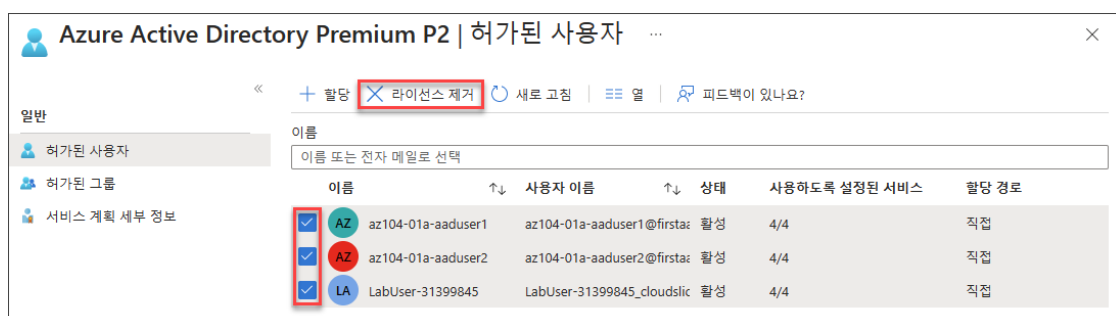 Azure Active Directory Premium P2 | 허가된 사용자 ...
할당 라이선스 제거 새로 고침 열 피드백이 있나요?
일반
허가된 사용자
허가된 그룹
서비스 계획 세부 정보
이름
이름 또는 전자 메일로 선택
이름 사용자 이름 상태 사용하도록 설정된 서비스 할당 경로
AZ az104-01a-aaduser1 az104-01a-aaduser1@firstaa 활성 4/4 직접
AZ az104-01a-aaduser2 az104-01a-aaduser2@firstaa 활성 4/4 직접
LA LabUser-31399845 LabUser-31399845_cloudslic 활성 4/4 직접